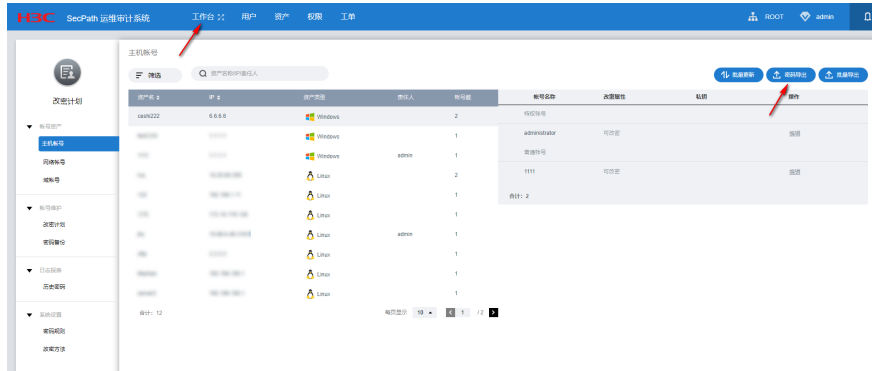 H3C SecPath 运维审计系统 工作台 用户 资产 权限 工单 ROOT admin
主机帐号
筛选 资产名称/IP/责任人 批量更新 密码导出 批量导出
改密计划
资产名 IP 资产类型 责任人 帐号数 帐号名称 改密属性 私钥 操作
ceshi222 6.6.6.6 Windows 2 特权账号
帐号资产
主机帐号
网络帐号
域帐号
Windows 1 administrator 可改密 编辑
Windows admin 1 普通帐号
Linux 2 1111 可改密 编辑
Linux 1 合计: 2
Linux 1
Linux admin 1
Linux 1
Linux 1
Linux 1
合计: 12 每页显示 10 1 / 2
帐号维护
改密计划
密码备份
日志报表
历史密码
系统设置
密码规则
改密方法